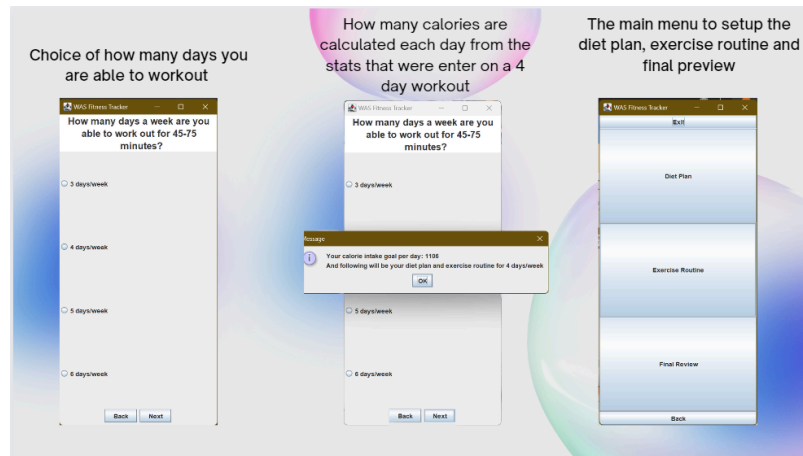 Choice of how many days you
are able to workout
WAS Fitness Tracker
How many days a week are you
able to work out for 45-75
minutes?
3 days/week
4 days/week
5 days/week
6 days/week
Back Next
How many calories are
calculated each day from the
stats that were enter on a 4
day workout
WAS Fitness Tracker
How many days a week are you
able to work out for 45-75
minutes?
3 days/week
Message
Your calorie intake goal per day: 1106
And following will be your diet plan and exercise routine for 4 days/week
OK
5 days/week
6 days/week
Back Next
The main menu to setup the
diet plan, exercise routine and
final preview
WAS Fitness Tracker
Exit
Diet Plan
Exercise Routine
Final Review
Back